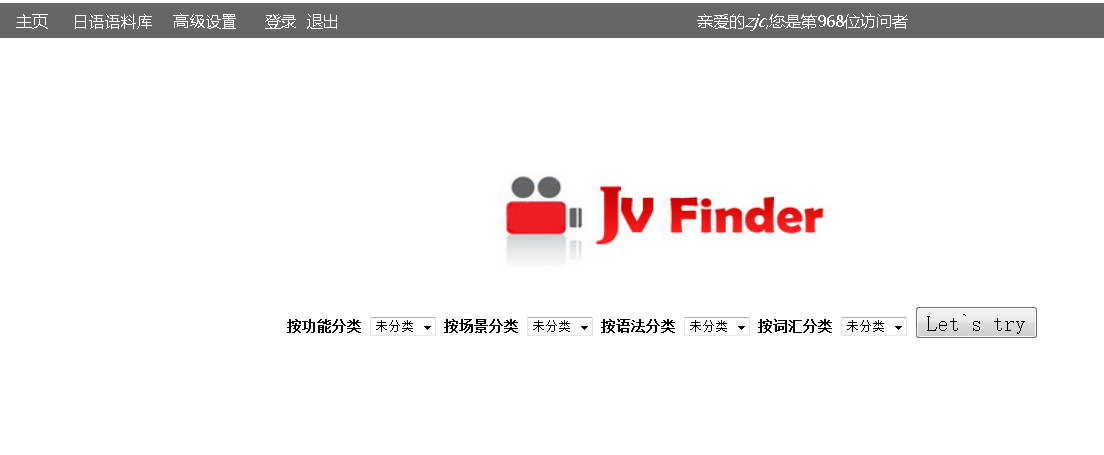 主页 日语语料库 高级设置 登录 退出 亲爱的zjc,您是第968位访问者
JV Finder
按功能分类 未分类 按场景分类 未分类 按语法分类 未分类 按词汇分类 未分类 Let`s try